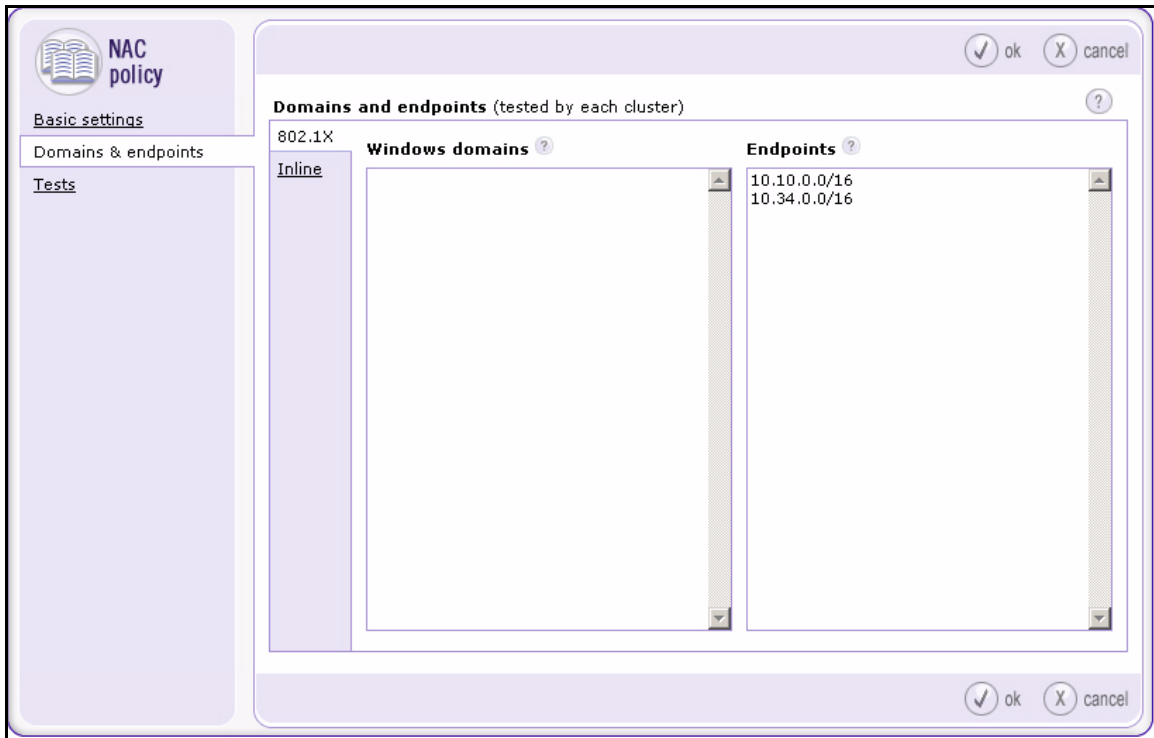 NAC
policy
Basic settings
Domains & endpoints
Tests
ok
X cancel
Domains and endpoints (tested by each cluster)
?
802.1X
Inline
Windows domains ?
Endpoints ?
10.10.0.0/16
10.34.0.0/16
ok
X cancel